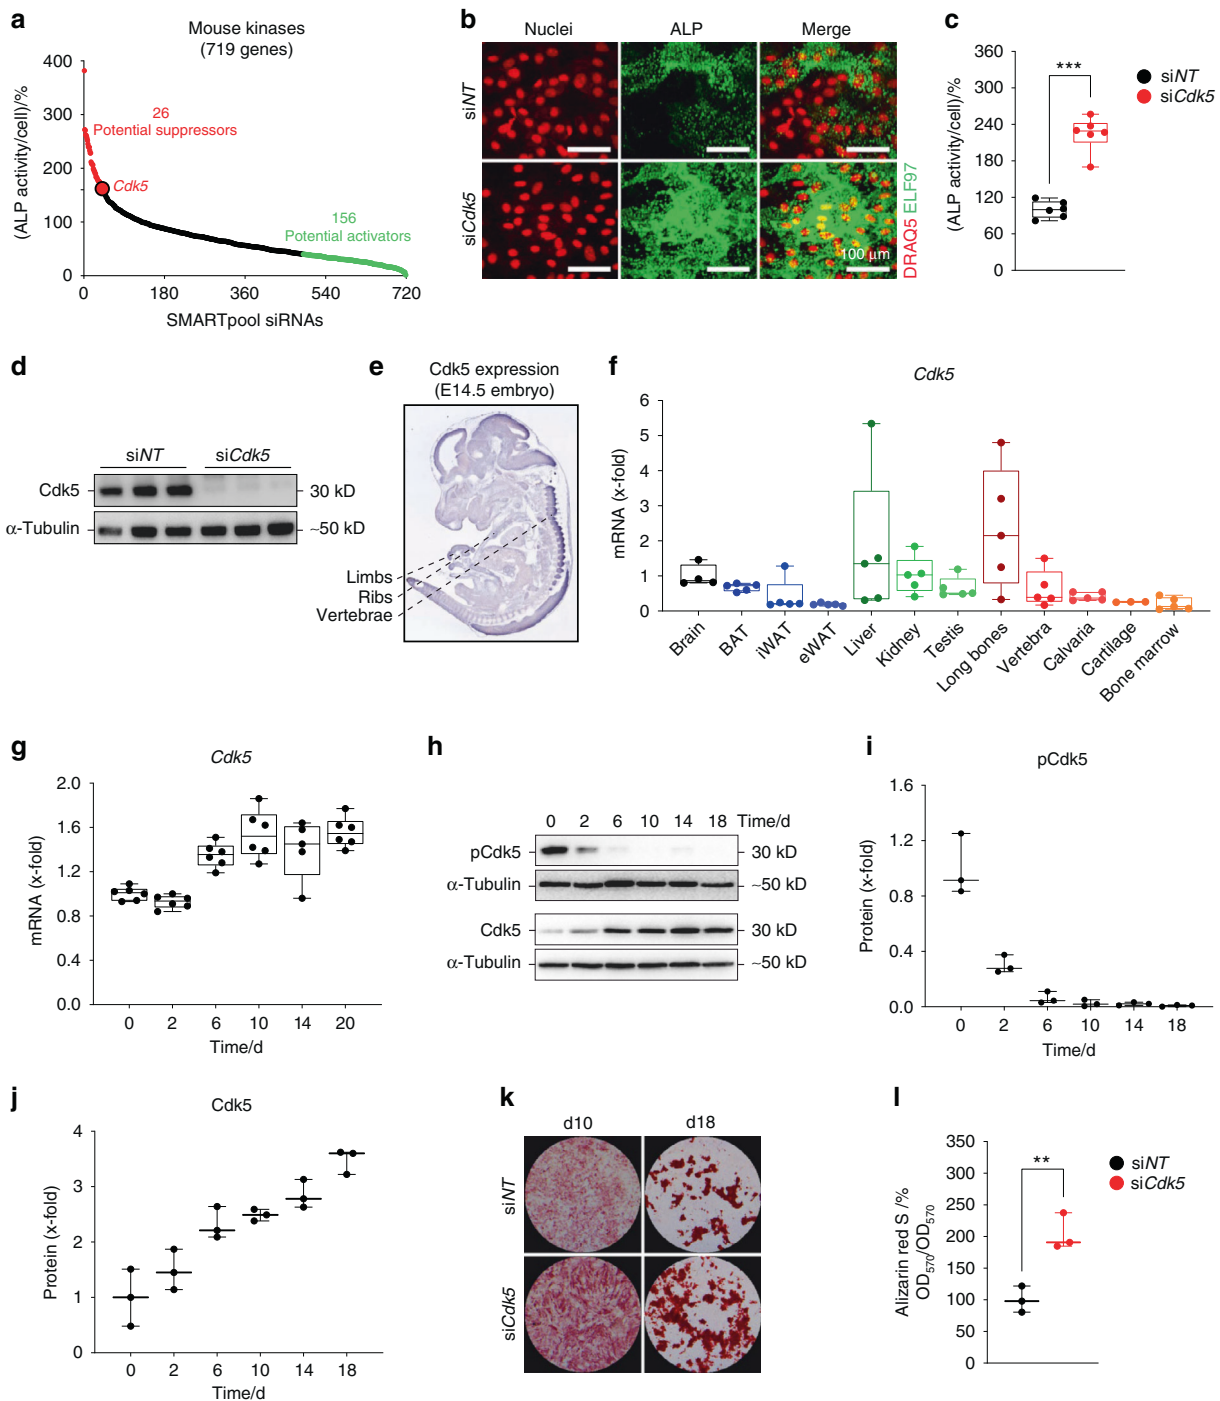 a
Mouse kinases
(719 genes)
(ALP activity/cell)/%
400
300
200
100
0
26
Potential suppressors
Cdk5
156
Potential activators
0 180 360 540 720
SMARTpool siRNAs
b
Nuclei ALP Merge
siNT
siCdk5
100 μm
DRAQ5 ELF97
c
(ALP activity/cell)/%
360
300
240
180
120
60
0
***
siNT
siCdk5
d
siNT siCdk5
Cdk5 30 kD
α-Tubulin ~50 kD
e
Cdk5 expression
(E14.5 embryo)
Limbs
Ribs
Vertebrae
f
Cdk5
mRNA (x-fold)
6
5
4
3
2
1
0
Brain BAT iWAT eWAT Liver Kidney Testis Long bones Vertebra Calvaria Cartilage Bone marrow
g
Cdk5
mRNA (x-fold)
2.0
1.6
1.2
0.8
0.4
0.0
0 2 6 10 14 20
Time/d
h
0 2 6 10 14 18 Time/d
pCdk5 30 kD
α-Tubulin ~50 kD
Cdk5 30 kD
α-Tubulin ~50 kD
i
pCdk5
Protein (x-fold)
1.6
1.2
0.8
0.4
0.0
0 2 6 10 14 18
Time/d
j
Cdk5
Protein (x-fold)
4
3
2
1
0
0 2 6 10 14 18
Time/d
k
d10 d18
siNT
siCdk5
l
Alizarin red S /%
OD570/OD570
350
300
250
200
150
100
50
0
**
siNT
siCdk5